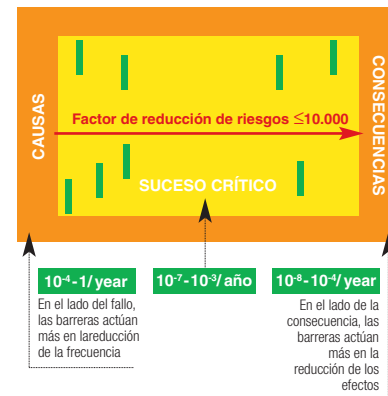 CAUSAS
Factor de reducción de riesgos ≤10.000
SUCESO CRÍTICO
CONSECUENCIAS
10⁻⁴-1/year
En el lado del fallo,
las barreras actúan
más en lareducción
de la frecuencia
10⁻⁷-10⁻³/año
10⁻⁸-10⁻⁴/year
En el lado de la
consecuencia, las
barreras actúan
más en la
reducción de los
efectos